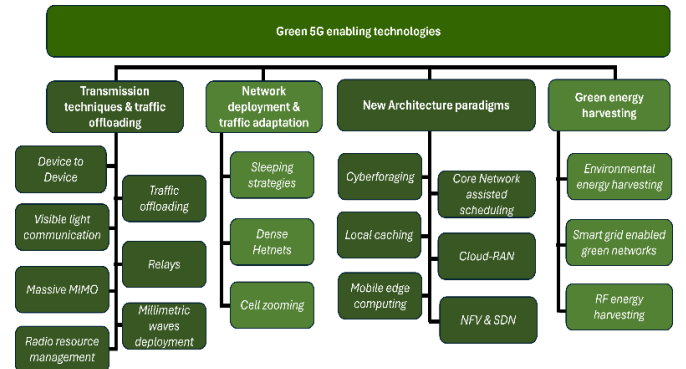 Green 5G enabling technologies
Transmission
techniques & traffic
offloading
Network
deployment &
traffic adaptation
New Architecture paradigms
Green energy
harvesting
Device to
Device
Traffic
offloading
Visible light
communication
Relays
Massive MIMO
Millimetric
waves
deployment
Radio resource
management
Sleeping
strategies
Dense
Hetnets
Cell zooming
Cyberforaging
Core Network
assisted
scheduling
Local caching
Cloud-RAN
Mobile edge
computing
NFV & SDN
Environmental
energy harvesting
Smart grid enabled
green networks
RF energy
harvesting